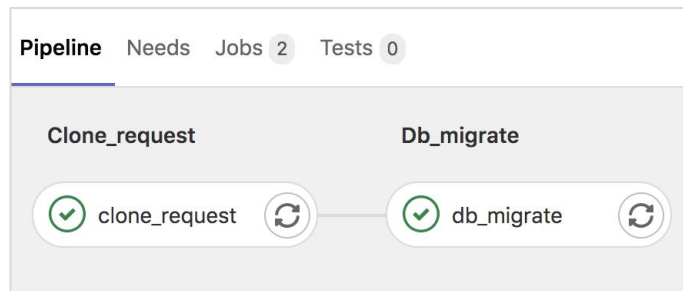 Pipeline Needs Jobs 2 Tests 0
Clone_request Db_migrate
clone_request db_migrate